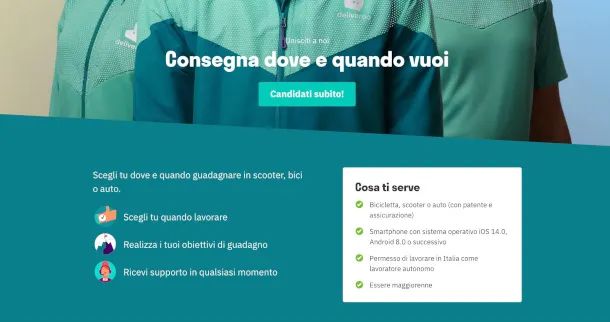 deliveroo
Unisciti a noi
Consegna dove e quando vuoi
Candidati subito!
Scegli tu dove e quando guadagnare in scooter, bici
o auto.
Scegli tu quando lavorare
Realizza i tuoi obiettivi di guadagno
Ricevi supporto in qualsiasi momento
Cosa ti serve
Bicicletta, scooter o auto (con patente e
assicurazione)
Smartphone con sistema operativo iOS 14.0,
Android 8.0 o successivo
Permesso di lavorare in Italia come
lavoratore autonomo
Essere maggiorenne